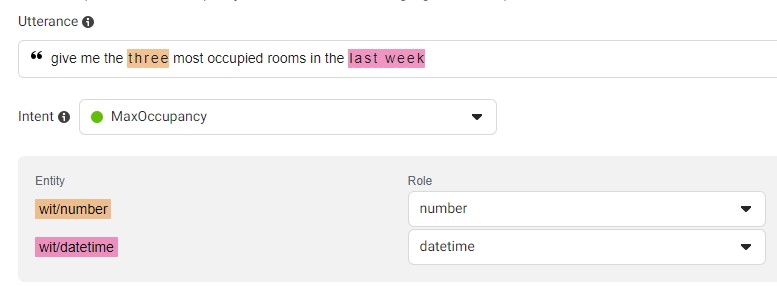 Utterance
give me the three most occupied rooms in the last week
Intent MaxOccupancy
Entity Role
wit/number number
wit/datetime datetime